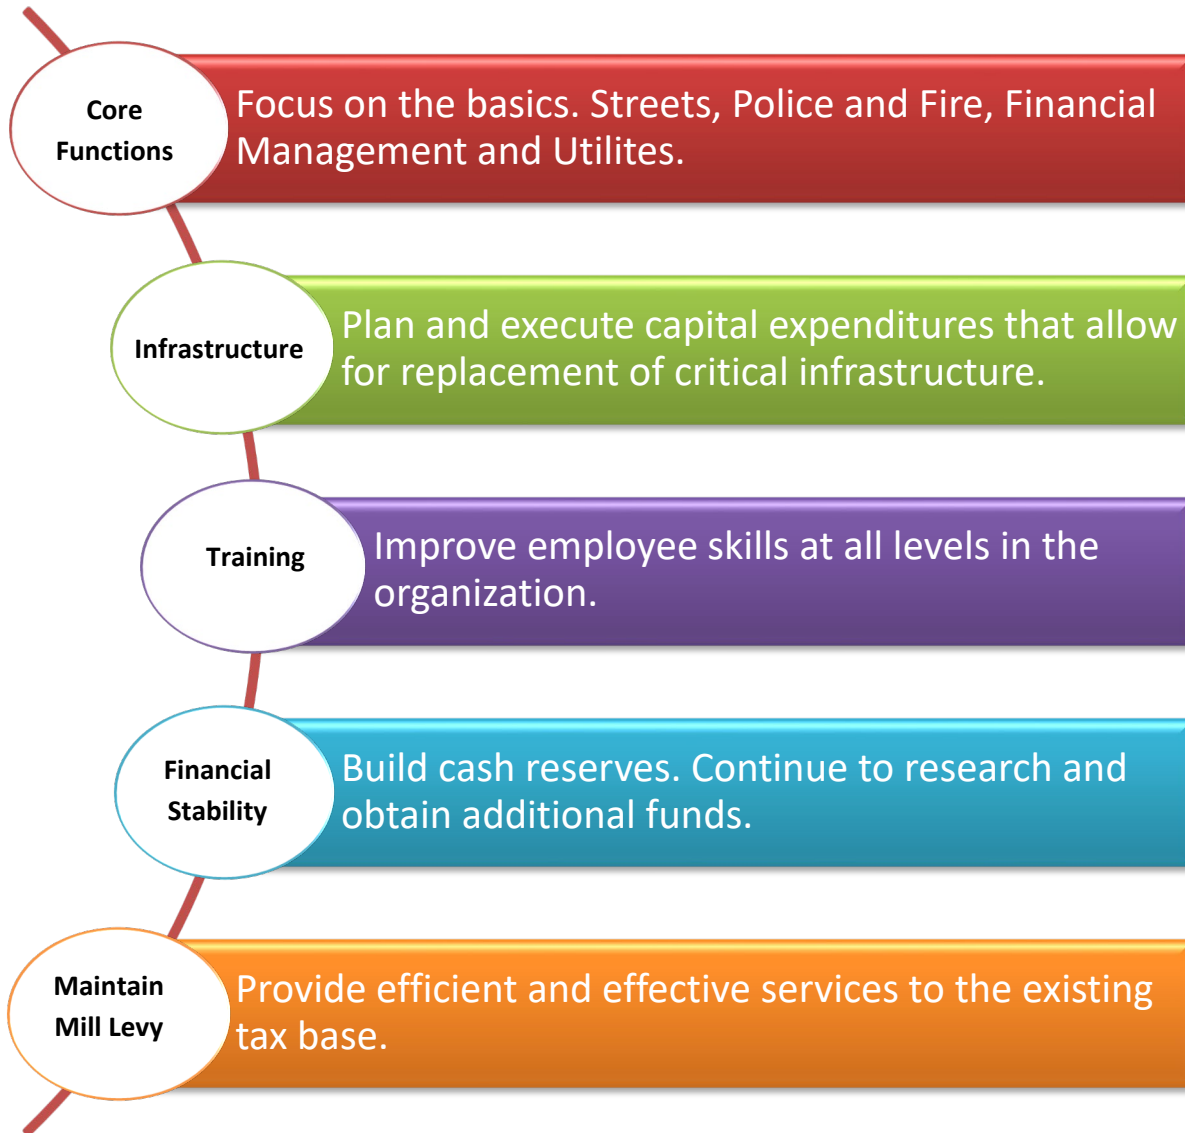 Core
Functions
Focus on the basics. Streets, Police and Fire, Financial
Management and Utilites.
Infrastructure
Plan and execute capital expenditures that allow
for replacement of critical infrastructure.
Training
Improve employee skills at all levels in the
organization.
Financial
Stability
Build cash reserves. Continue to research and
obtain additional funds.
Maintain
Mill Levy
Provide efficient and effective services to the existing
tax base.